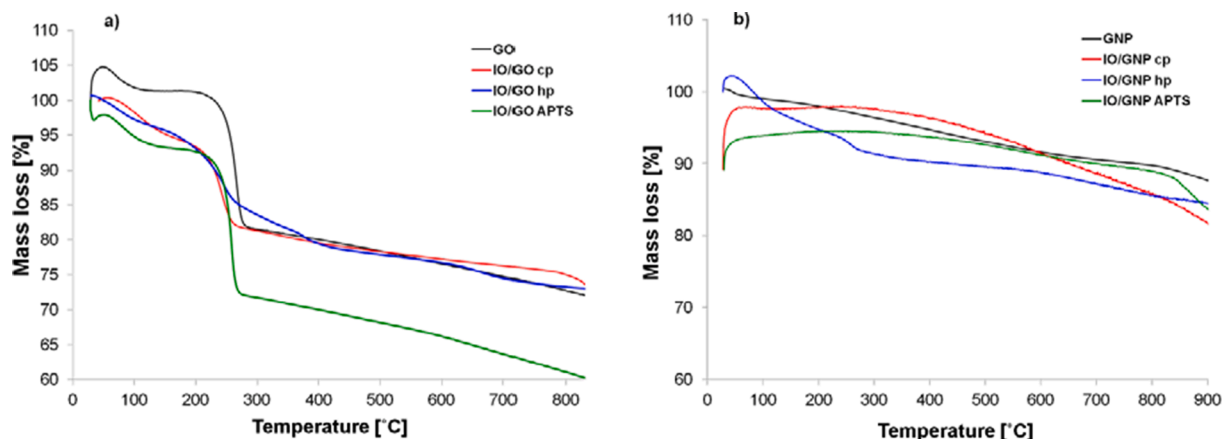 a)
110
105
100
95
90
85
80
75
70
65
60
Mass loss [%]
GO
IO/GO cp
IO/GO hp
IO/GO APTS
0 100 200 300 400 500 600 700 800
Temperature [˚C]
b)
110
100
90
80
70
60
Mass loss [%]
GNP
IO/GNP cp
IO/GNP hp
IO/GNP APTS
0 100 200 300 400 500 600 700 800 900
Temperature [˚C]